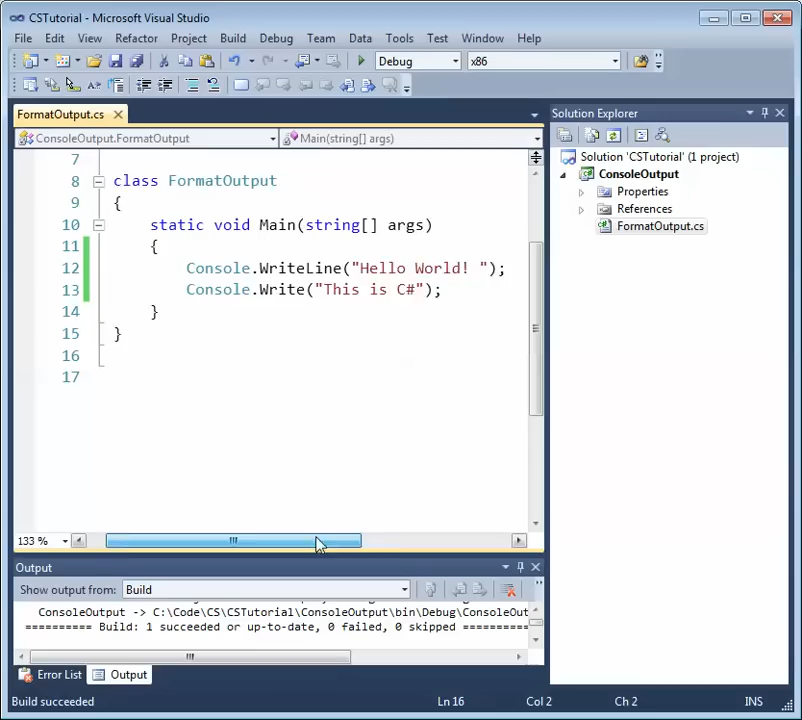 CSTutorial - Microsoft Visual Studio
File Edit View Refactor Project Build Debug Team Data Tools Test Window Help
Debug x86
FormatOutput.cs
Solution Explorer
ConsoleOutput.FormatOutput
Main(string[] args)
Solution 'CSTutorial' (1 project)
ConsoleOutput
Properties
References
FormatOutput.cs
7
8 class FormatOutput
9 {
10 static void Main(string[] args)
11 {
12 Console.WriteLine("Hello World! ");
13 Console.Write("This is C#");
14 }
15 }
16
17
133 %
Output
Show output from: Build
ConsoleOutput -> C:\Code\CS\CSTutorial\ConsoleOutput\bin\Debug\ConsoleOut
========== Build: 1 succeeded or up-to-date, 0 failed, 0 skipped ==========
Error List Output
Build succeeded Ln 16 Col 2 Ch 2 INS